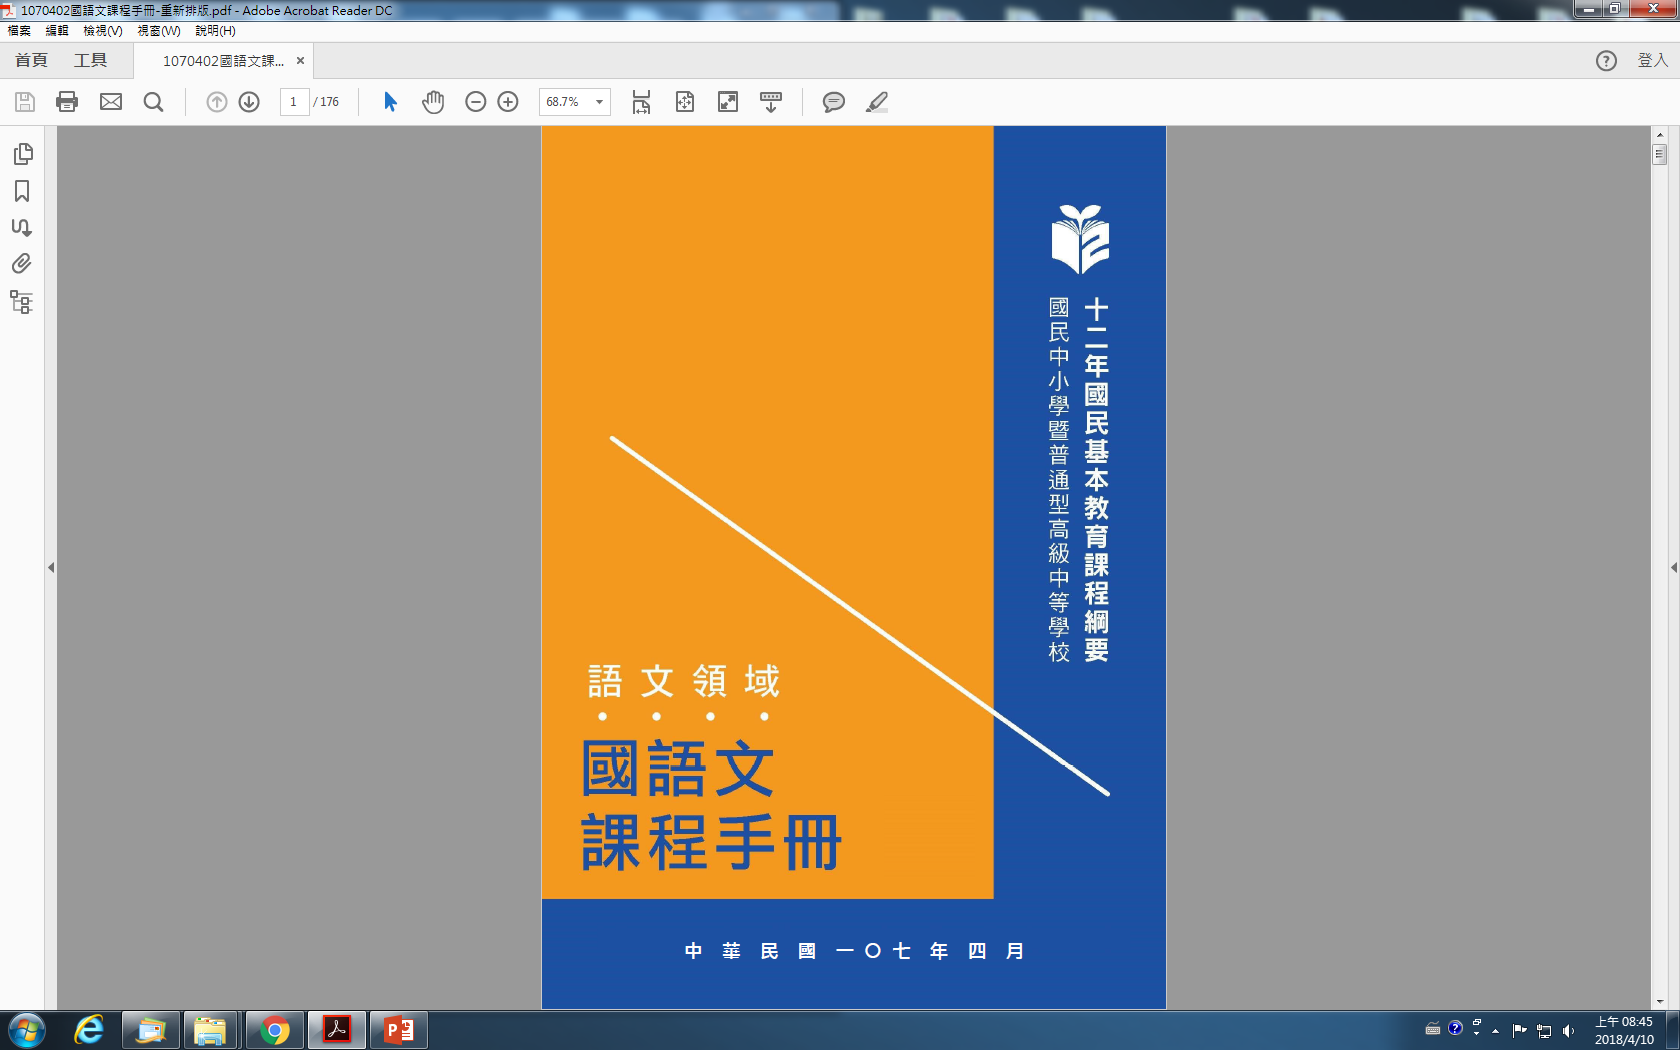 1070402國語文課程手冊-重新排版.pdf - Adobe Acrobat Reader DC
檔案 編輯 檢視(V) 視窗(W) 說明(H)
首頁 工具 1070402國語文課... × 登入
1 / 176 68.7%
十二年國民基本教育課程綱要
國民中小學暨普通型高級中等學校
語文領域
國語文
課程手冊
中華民國一〇七年四月
上午 08:45
2018/4/10